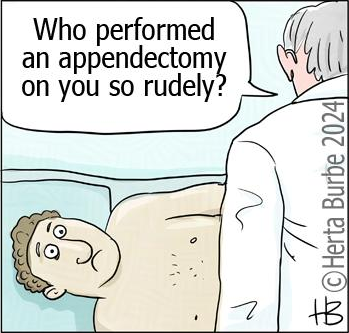 Who performed
an appendectomy
on you so rudely?
©Herta Burbe 2024
HB